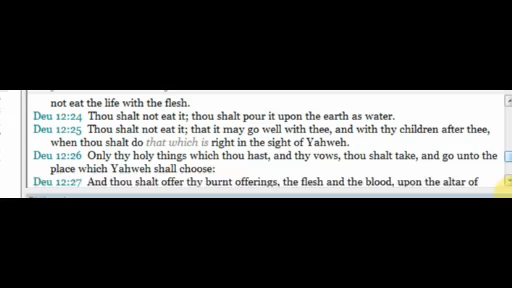 not eat the life with the flesh.
Deu 12:24 Thou shalt not eat it; thou shalt pour it upon the earth as water.
Deu 12:25 Thou shalt not eat it; that it may go well with thee, and with thy children after thee,
when thou shalt do that which is right in the sight of Yahweh.
Deu 12:26 Only thy holy things which thou hast, and thy vows, thou shalt take, and go unto the
place which Yahweh shall choose:
Deu 12:27 And thou shalt offer thy burnt offerings, the flesh and the blood, upon the altar of